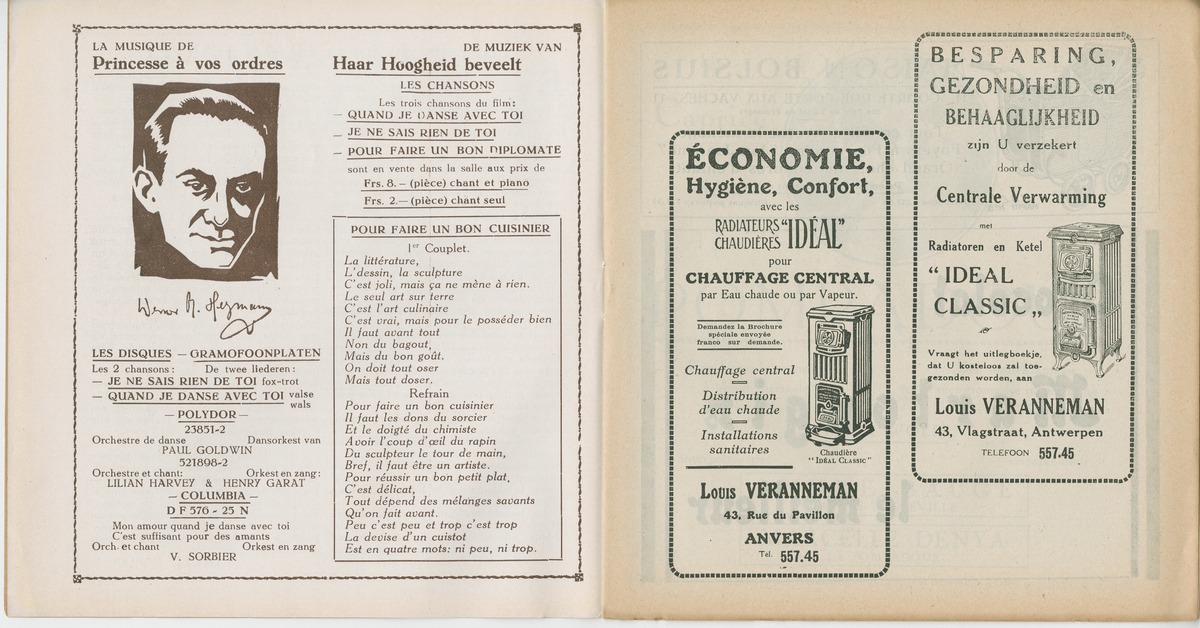 LA MUSIQUE DE
Princesse à vos ordres
DE MUZIEK VAN
Haar Hoogheid beveelt
LES DISQUES — GRAMOFOONPLATEN
Les 2 chansons: De twee liederen:
— JE NE SAIS RIEN DE TOI fox-trot
— QUAND JE DANSE AVEC TOI valse
wals
— POLYDOR —
23851-2
Orchestre de danse Dansorkest van
PAUL GOLDWIN
521898-2
Orchestre et chant: Orkest en zang:
LILIAN HARVEY & HENRY GARAT
— COLUMBIA —
D F 576 - 25 N
Mon amour quand je danse avec toi
C'est suffisant pour des amants
Orch. et chant Orkest en zang
V. SORBIER
LES CHANSONS
Les trois chansons du film:
— QUAND JE DANSE AVEC TOI
— JE NE SAIS RIEN DE TOI
— POUR FAIRE UN BON DIPLOMATE
sont en vente dans la salle aux prix de
Frs. 8.— (pièce) chant et piano
Frs. 2.— (pièce) chant seul
POUR FAIRE UN BON CUISINIER
1er Couplet.
La littérature,
L'dessin, la sculpture
C'est joli, mais ça ne mène à rien.
Le seul art sur terre
C'est l'art culinaire
C'est vrai, mais pour le posséder bien
Il faut avant tout
Non du bagout,
Mais du bon goût.
On doit tout oser
Mais tout doser.
Refrain
Pour faire un bon cuisinier
Il faut les dons du sorcier
Et le doigté du chimiste
Avoir l'coup d'œil du rapin
Du sculpteur le tour de main,
Bref, il faut être un artiste.
Pour réussir un bon petit plat,
C'est délicat,
Tout dépend des mélanges savants
Qu'on fait avant.
Peu c'est peu et trop c'est trop
La devise d'un cuistot
Est en quatre mots: ni peu, ni trop.
ÉCONOMIE,
Hygiène, Confort,
avec les
RADIATEURS "IDÉAL"
CHAUDIÈRES
pour
CHAUFFAGE CENTRAL
par Eau chaude ou par Vapeur.
Demandez la Brochure
spéciale envoyée
franco sur demande.
Chauffage central
Distribution
d'eau chaude
Installations
sanitaires
Chaudière
"IDÉAL CLASSIC"
Louis VERANNEMAN
43, Rue du Pavillon
ANVERS
Tel. 557.45
BESPARING,
GEZONDHEID en
BEHAAGLIJKHEID
zijn U verzekert
door de
Centrale Verwarming
met
Radiatoren en Ketel
"IDEAL
CLASSIC„
Vraagt het uitlegboekje,
dat U kosteloos zal toe-
gezonden worden, aan
Louis VERANNEMAN
43, Vlagstraat, Antwerpen
TELEFOON 557.45